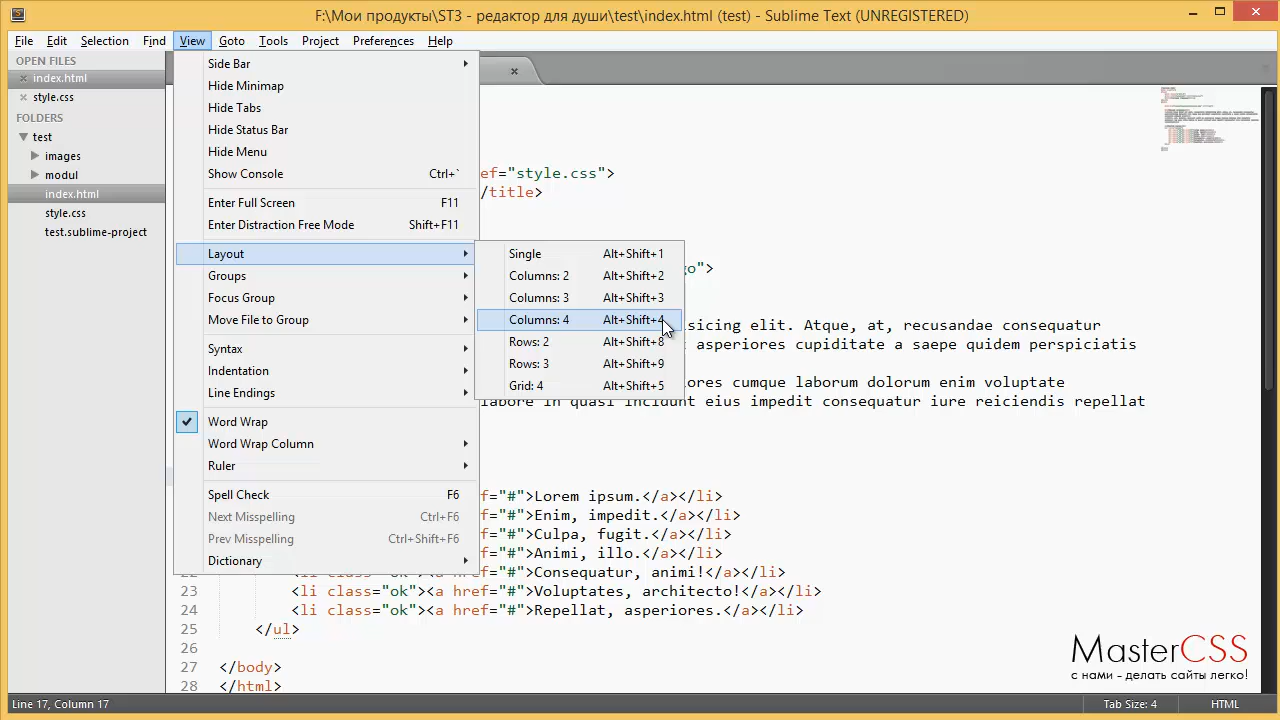 F:\Мои продукты\ST3 - редактор для души\test\index.html (test) - Sublime Text (UNREGISTERED)
File Edit Selection Find View Goto Tools Project Preferences Help
OPEN FILES
index.html
style.css
FOLDERS
test
images
modul
index.html
style.css
test.sublime-project
Side Bar
Hide Minimap
Hide Tabs
Hide Status Bar
Hide Menu
Show Console Ctrl+`
Enter Full Screen F11
Enter Distraction Free Mode Shift+F11
Layout
Groups
Focus Group
Move File to Group
Syntax
Indentation
Line Endings
Word Wrap
Word Wrap Column
Ruler
Spell Check F6
Next Misspelling Ctrl+F6
Prev Misspelling Ctrl+Shift+F6
Dictionary
Single Alt+Shift+1
Columns: 2 Alt+Shift+2
Columns: 3 Alt+Shift+3
Columns: 4 Alt+Shift+4
Rows: 2 Alt+Shift+8
Rows: 3 Alt+Shift+9
Grid: 4 Alt+Shift+5
ef="style.css">
/title>
go">
sicing elit. Atque, at, recusandae consequatur
asperiores cupiditate a saepe quidem perspiciatis
ores cumque laborum dolorum enim voluptate
labore in quasi incidunt eius impedit consequatur iure reiciendis repellat
f="#">Lorem ipsum.</a></li>
f="#">Enim, impedit.</a></li>
f="#">Culpa, fugit.</a></li>
f="#">Animi, illo.</a></li>
22 <li class="ok"><a href="#">Consequatur, animi!</a></li>
23 <li class="ok"><a href="#">Voluptates, architecto!</a></li>
24 <li class="ok"><a href="#">Repellat, asperiores.</a></li>
25 </ul>
26
27 </body>
28 </html>
MasterCSS
с нами - делать сайты легко!
Line 17, Column 17 Tab Size: 4 HTML